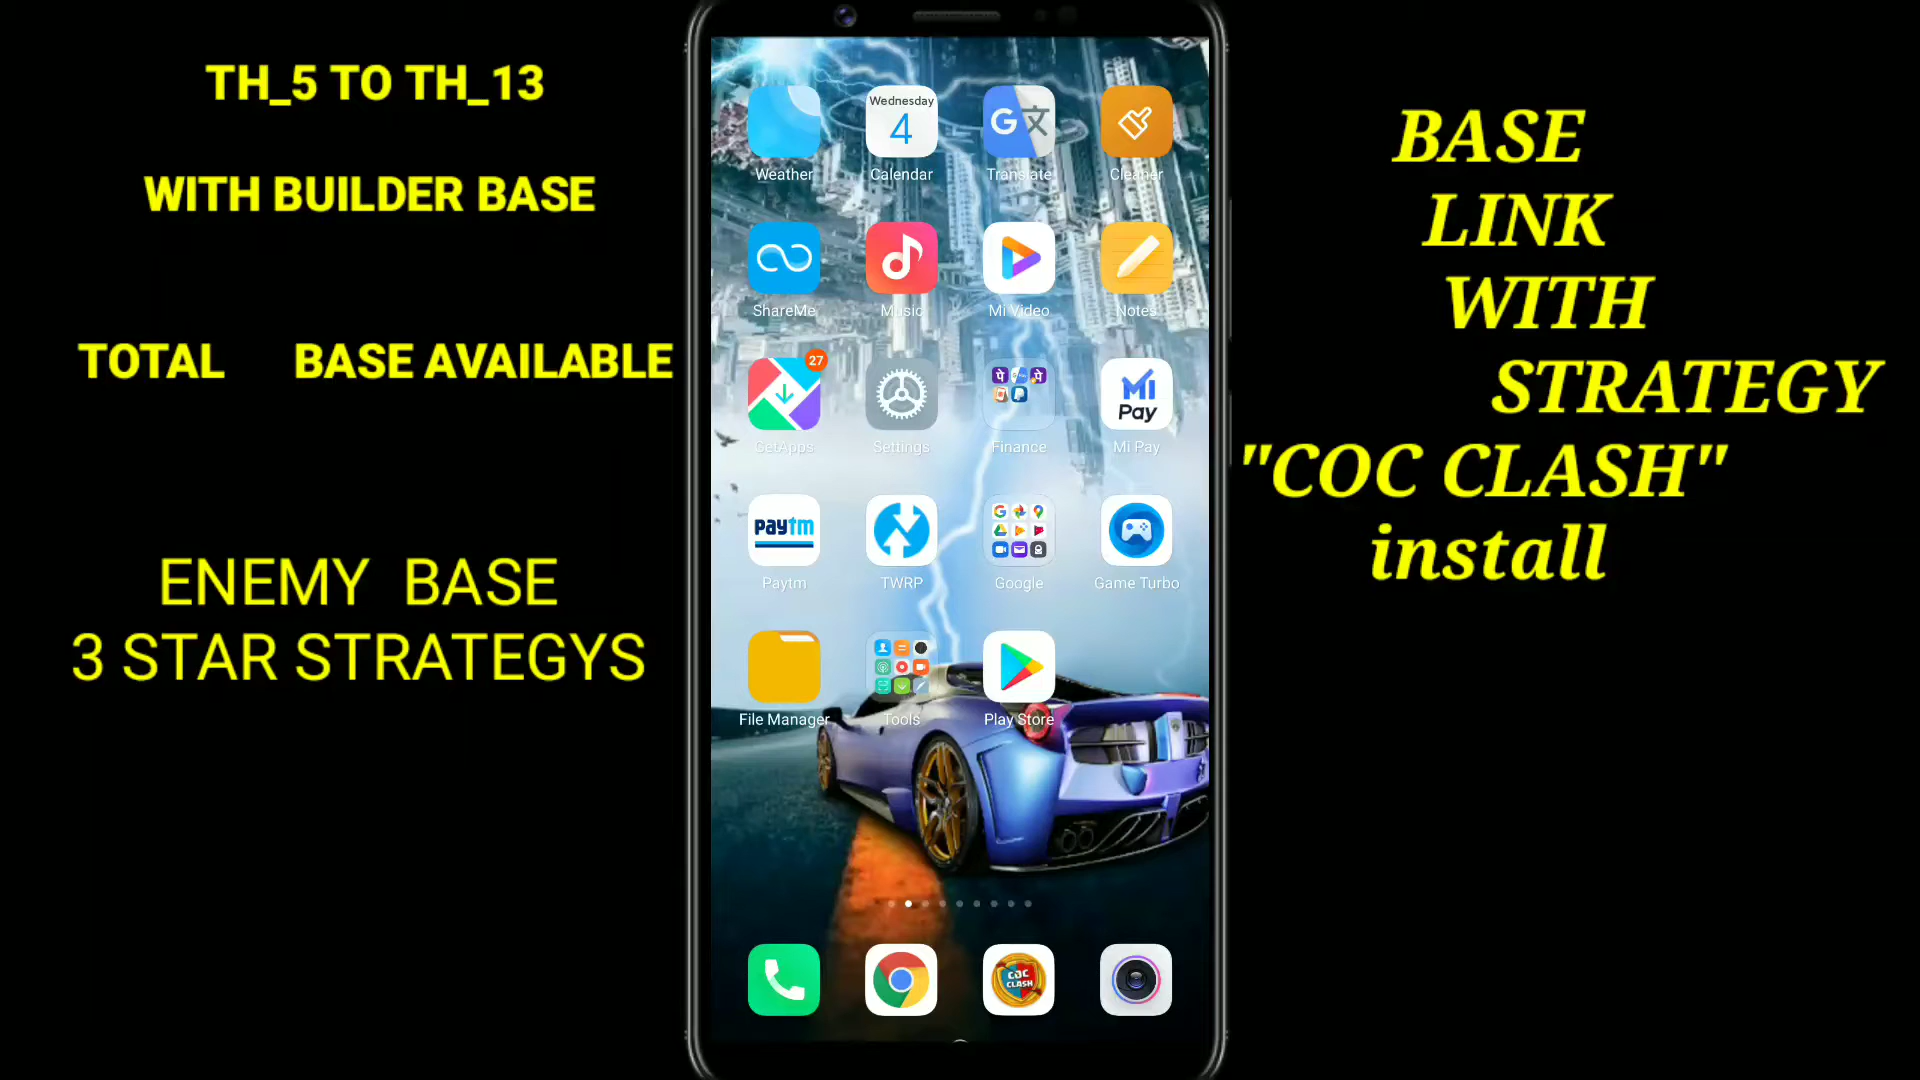 TH_5 TO TH_13
WITH BUILDER BASE
TOTAL BASE AVAILABLE
ENEMY BASE
3 STAR STRATEGYS
Wednesday
4
Weather Calendar Translate Cleaner
ShareMe Music Mi Video Notes
27
Pay
GetApps Settings Finance Mi Pay
paytm
Paytm TWRP Google Game Turbo
File Manager Tools Play Store
COC
CLASH
BASE
LINK
WITH
STRATEGY
"COC CLASH"
install